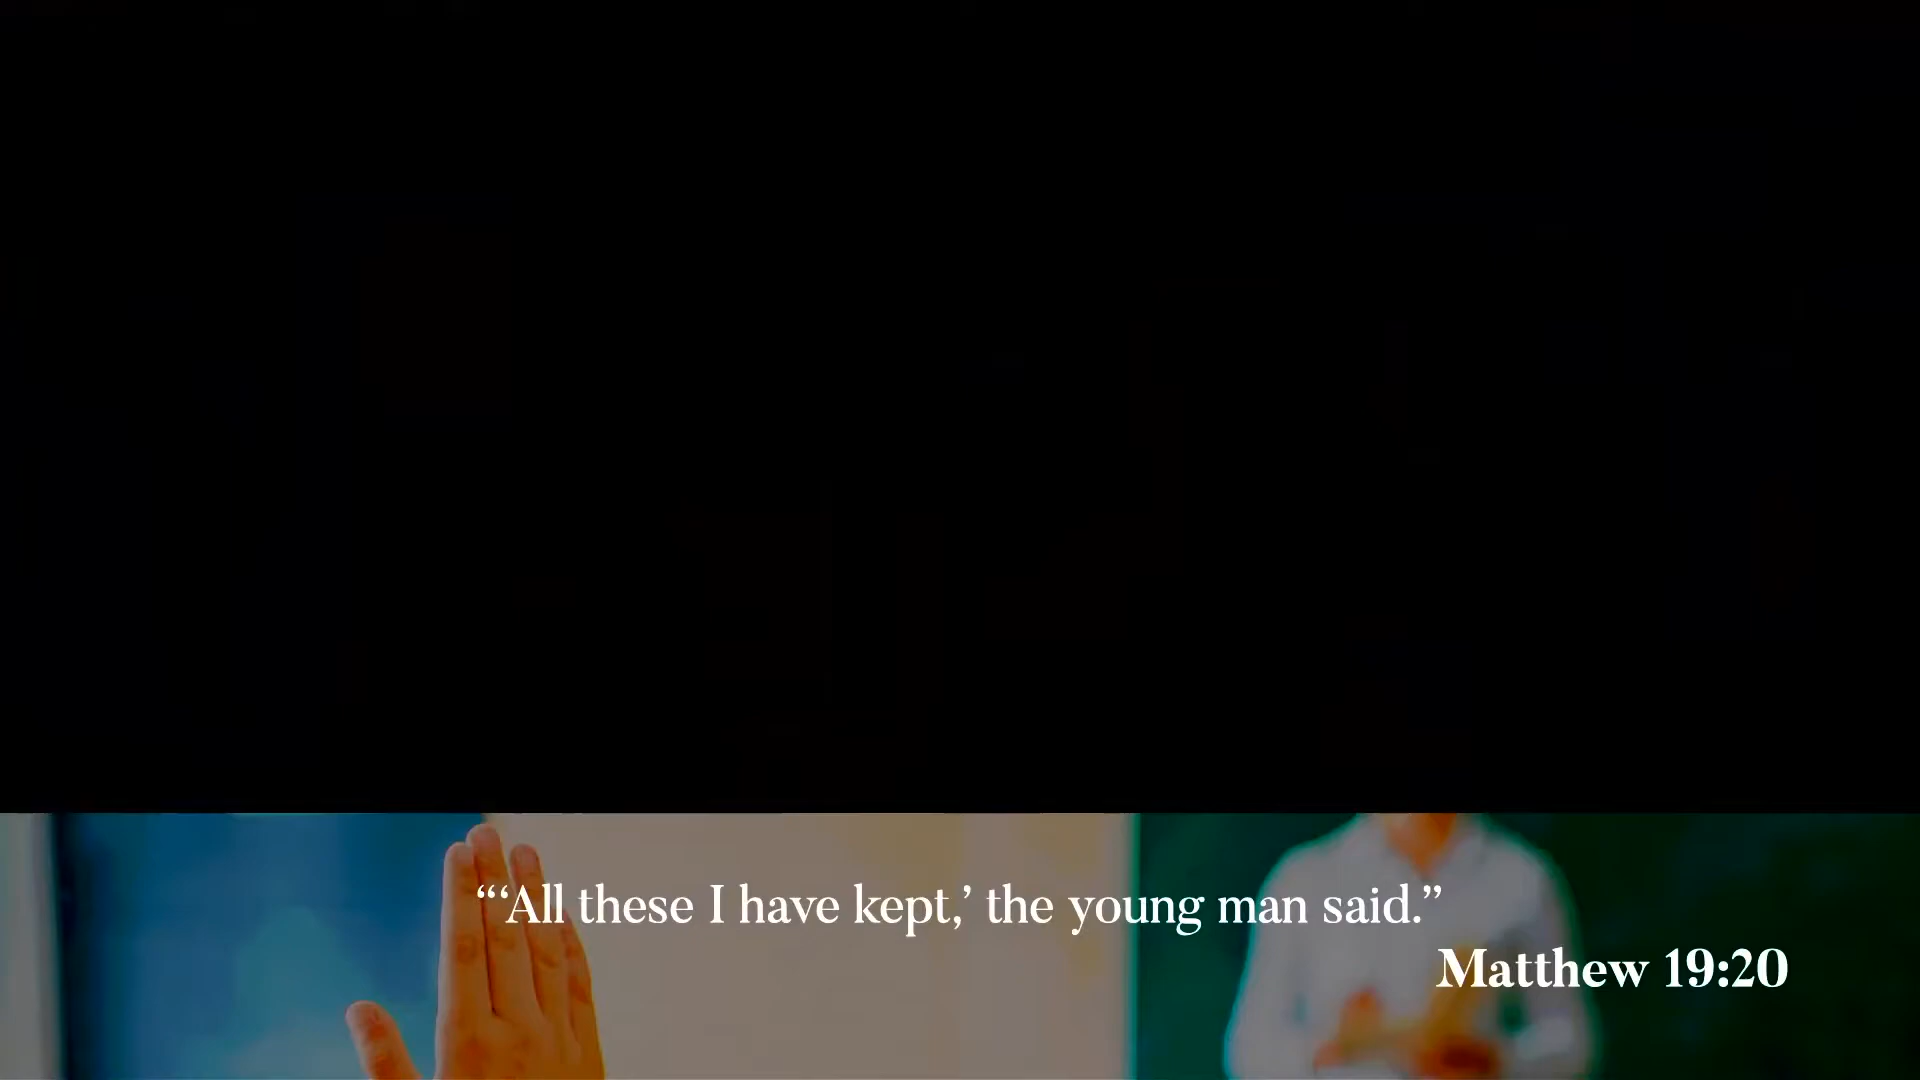 “‘All these I have kept,’ the young man said.”
Matthew 19:20